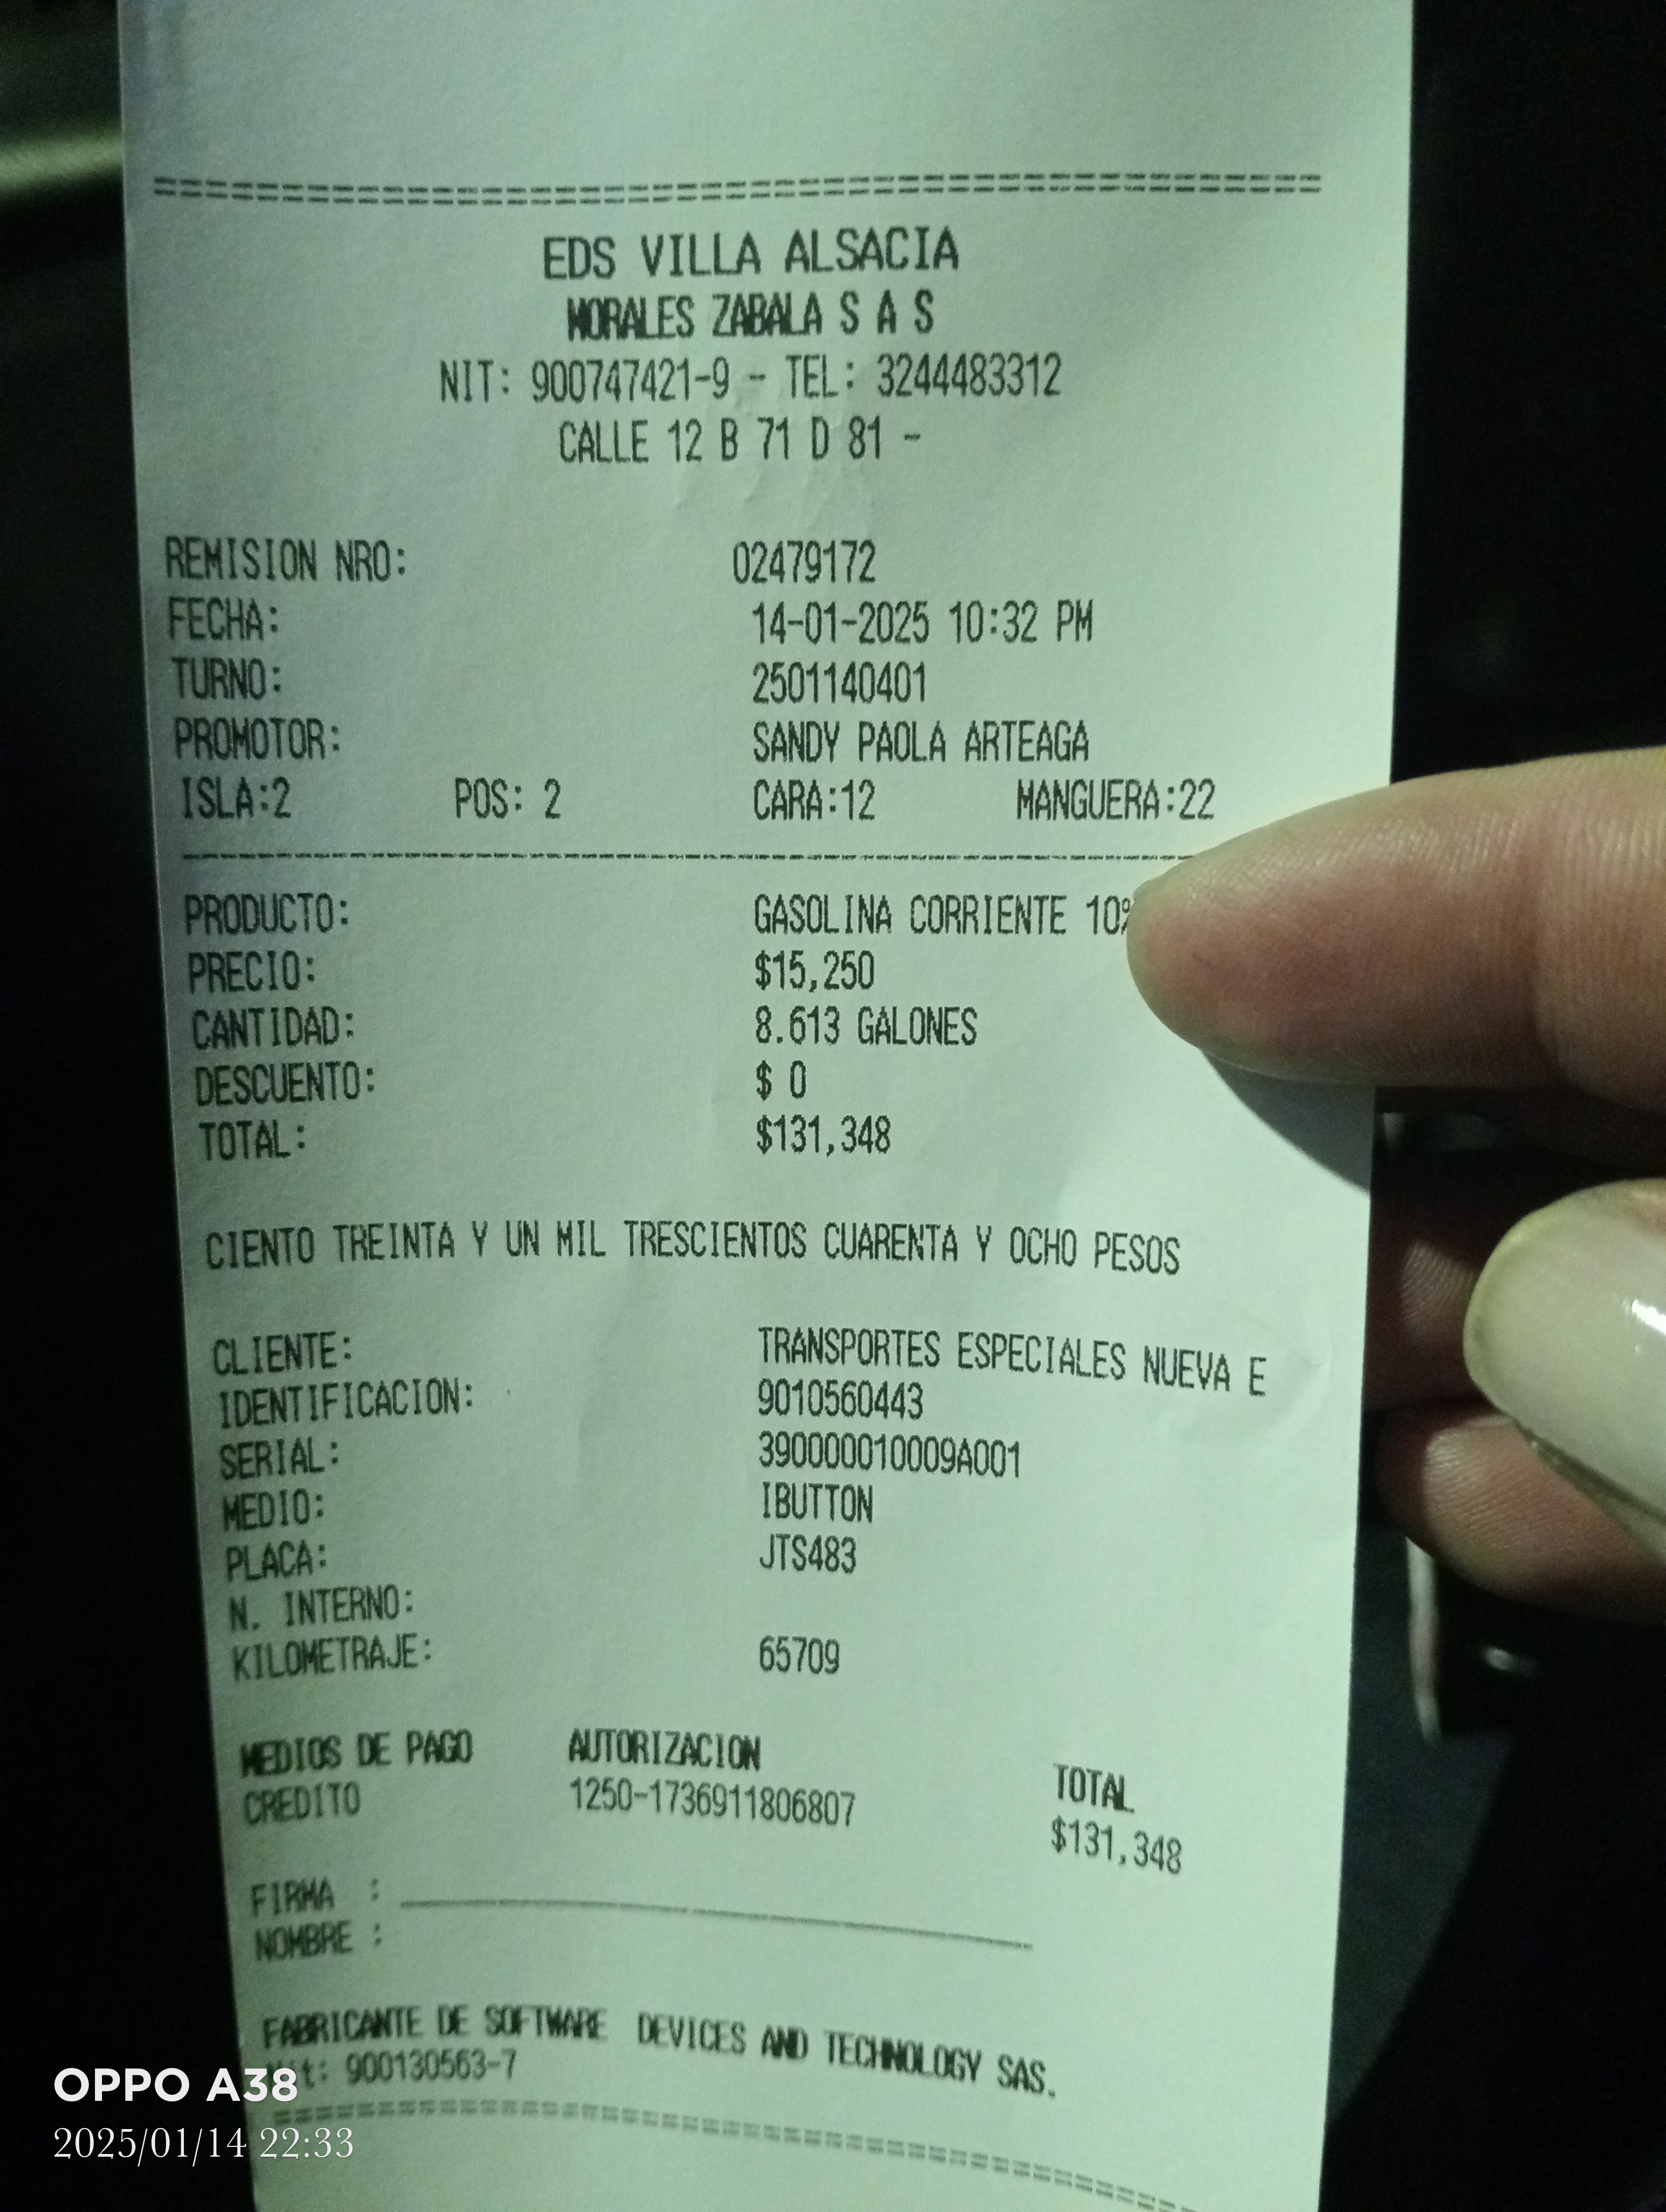 EDS VILLA ALSACIA
MORALES ZABALA S A S
NIT: 900747421-9 - TEL: 3244483312
CALLE 12 B 71 D 81 -
REMISION NRO: 02479172
FECHA: 14-01-2025 10:32 PM
TURNO: 2501140401
PROMOTOR: SANDY PAOLA ARTEAGA
ISLA:2 POS: 2 CARA:12 MANGUERA:22
PRODUCTO: GASOLINA CORRIENTE 10%
PRECIO: $15,250
CANTIDAD: 8.613 GALONES
DESCUENTO: $ 0
TOTAL: $131,348
CIENTO TREINTA Y UN MIL TRESCIENTOS CUARENTA Y OCHO PESOS
CLIENTE: TRANSPORTES ESPECIALES NUEVA E
IDENTIFICACION: 9010560443
SERIAL: 390000010009A001
MEDIO: IBUTTON
PLACA: JTS483
N. INTERNO:
KILOMETRAJE: 65709
MEDIOS DE PAGO AUTORIZACION TOTAL
CREDITO 1250-1736911806807 $131,348
FIRMA :
NOMBRE :
FABRICANTE DE SOFTWARE DEVICES AND TECHNOLOGY SAS.
Nit: 900130563-7
OPPO A38
2025/01/14 22:33